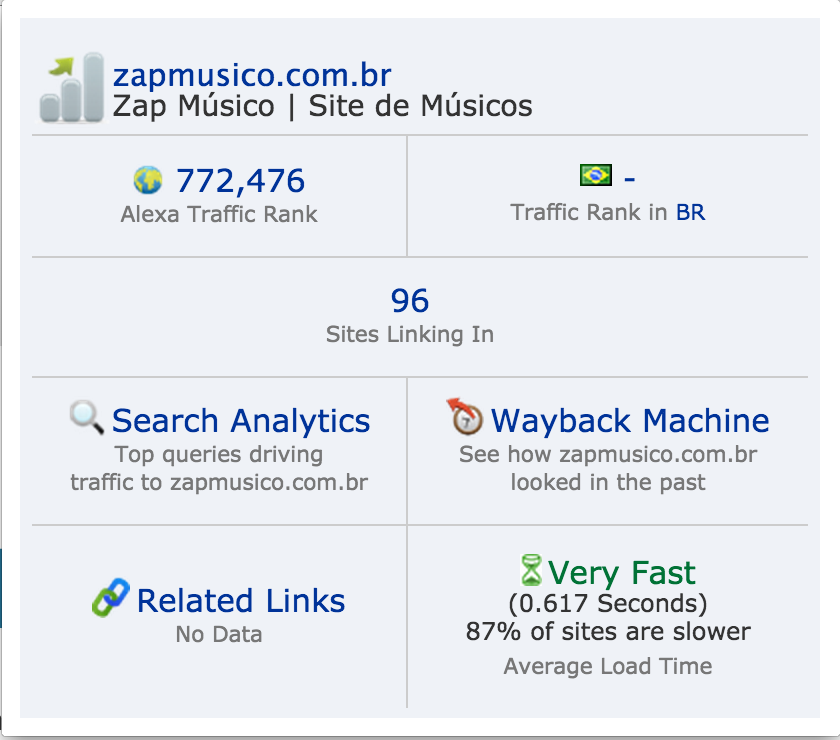 zapmusico.com.br
Zap Músico | Site de Músicos
772,476
Alexa Traffic Rank
-
Traffic Rank in BR
96
Sites Linking In
Search Analytics
Top queries driving
traffic to zapmusico.com.br
Wayback Machine
See how zapmusico.com.br
looked in the past
Related Links
No Data
Very Fast
(0.617 Seconds)
87% of sites are slower
Average Load Time